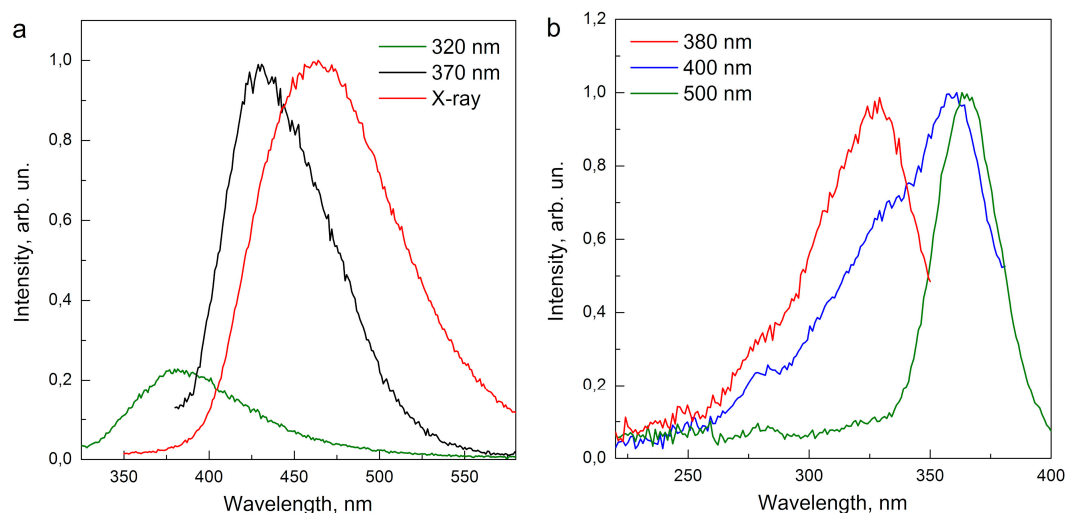 a
320 nm
370 nm
X-ray
1,0
0,8
0,6
0,4
0,2
0,0
Intensity, arb. un.
350 400 450 500 550
Wavelength, nm
b
380 nm
400 nm
500 nm
1,2
1,0
0,8
0,6
0,4
0,2
0,0
Intensity, arb. un.
250 300 350 400
Wavelength, nm